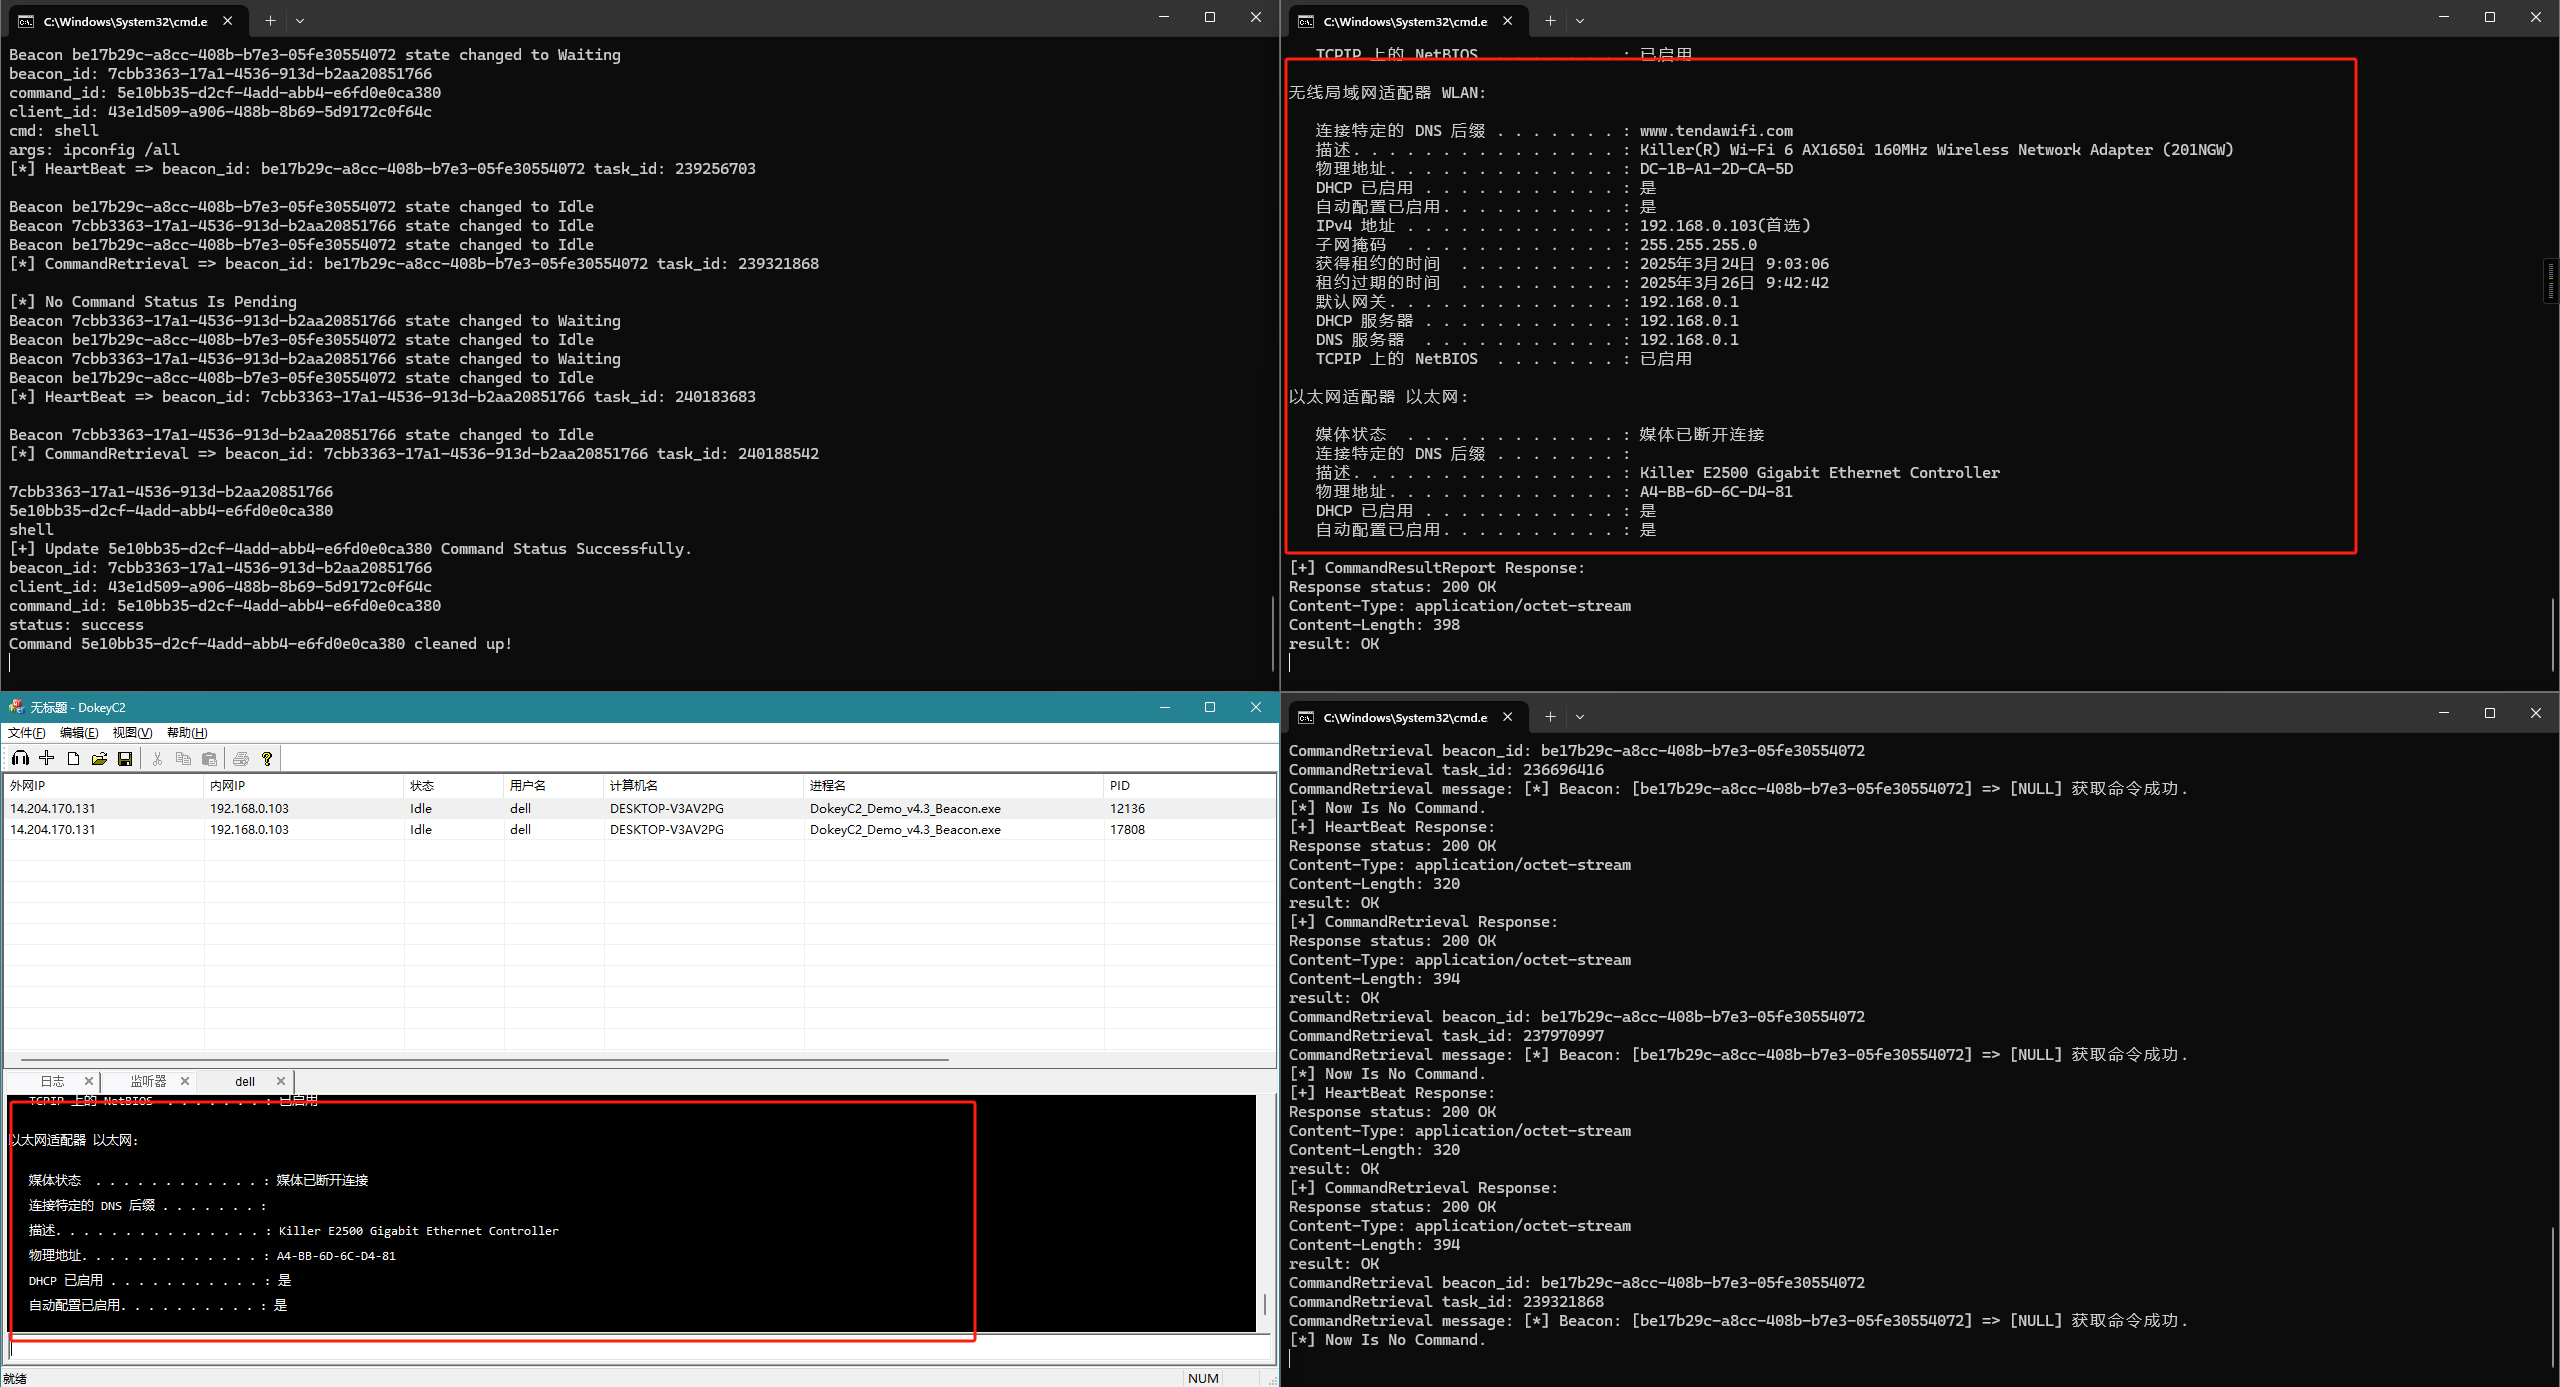 C:\Windows\System32\cmd.e
Beacon be17b29c-a8cc-408b-b7e3-05fe30554072 state changed to Waiting
beacon_id: 7cbb3363-17a1-4536-913d-b2aa20851766
command_id: 5e10bb35-d2cf-4add-abb4-e6fd0e0ca380
client_id: 43e1d509-a906-488b-8b69-5d9172c0f64c
cmd: shell
args: ipconfig /all
[*] HeartBeat => beacon_id: be17b29c-a8cc-408b-b7e3-05fe30554072 task_id: 239256703
Beacon be17b29c-a8cc-408b-b7e3-05fe30554072 state changed to Idle
Beacon 7cbb3363-17a1-4536-913d-b2aa20851766 state changed to Idle
Beacon be17b29c-a8cc-408b-b7e3-05fe30554072 state changed to Idle
[*] CommandRetrieval => beacon_id: be17b29c-a8cc-408b-b7e3-05fe30554072 task_id: 239321868
[*] No Command Status Is Pending
Beacon 7cbb3363-17a1-4536-913d-b2aa20851766 state changed to Waiting
Beacon be17b29c-a8cc-408b-b7e3-05fe30554072 state changed to Idle
Beacon 7cbb3363-17a1-4536-913d-b2aa20851766 state changed to Waiting
Beacon be17b29c-a8cc-408b-b7e3-05fe30554072 state changed to Idle
[*] HeartBeat => beacon_id: 7cbb3363-17a1-4536-913d-b2aa20851766 task_id: 240183683
Beacon 7cbb3363-17a1-4536-913d-b2aa20851766 state changed to Idle
[*] CommandRetrieval => beacon_id: 7cbb3363-17a1-4536-913d-b2aa20851766 task_id: 240188542
7cbb3363-17a1-4536-913d-b2aa20851766
5e10bb35-d2cf-4add-abb4-e6fd0e0ca380
shell
[+] Update 5e10bb35-d2cf-4add-abb4-e6fd0e0ca380 Command Status Successfully.
beacon_id: 7cbb3363-17a1-4536-913d-b2aa20851766
client_id: 43e1d509-a906-488b-8b69-5d9172c0f64c
command_id: 5e10bb35-d2cf-4add-abb4-e6fd0e0ca380
status: success
Command 5e10bb35-d2cf-4add-abb4-e6fd0e0ca380 cleaned up!
C:\Windows\System32\cmd.e
TCPIP 上的 NetBIOS . . . . . . . : 已启用
无线局域网适配器 WLAN:
连接特定的 DNS 后缀 . . . . . . . : www.tendawifi.com
描述. . . . . . . . . . . . . . . : Killer(R) Wi-Fi 6 AX1650i 160MHz Wireless Network Adapter (201NGW)
物理地址. . . . . . . . . . . . . : DC-1B-A1-2D-CA-5D
DHCP 已启用 . . . . . . . . . . . : 是
自动配置已启用. . . . . . . . . . : 是
IPv4 地址 . . . . . . . . . . . . : 192.168.0.103(首选)
子网掩码 . . . . . . . . . . . . : 255.255.255.0
获得租约的时间 . . . . . . . . . : 2025年3月24日 9:03:06
租约过期的时间 . . . . . . . . . : 2025年3月26日 9:42:42
默认网关. . . . . . . . . . . . . : 192.168.0.1
DHCP 服务器 . . . . . . . . . . . : 192.168.0.1
DNS 服务器 . . . . . . . . . . . : 192.168.0.1
TCPIP 上的 NetBIOS . . . . . . . : 已启用
以太网适配器 以太网:
媒体状态 . . . . . . . . . . . . : 媒体已断开连接
连接特定的 DNS 后缀 . . . . . . . :
描述. . . . . . . . . . . . . . . : Killer E2500 Gigabit Ethernet Controller
物理地址. . . . . . . . . . . . . : A4-BB-6D-6C-D4-81
DHCP 已启用 . . . . . . . . . . . : 是
自动配置已启用. . . . . . . . . . : 是
[+] CommandResultReport Response:
Response status: 200 OK
Content-Type: application/octet-stream
Content-Length: 398
result: OK
无标题 - DokeyC2
文件(F) 编辑(E) 视图(V) 帮助(H)
外网IP 内网IP 状态 用户名 计算机名 进程名 PID
14.204.170.131 192.168.0.103 Idle dell DESKTOP-V3AV2PG DokeyC2_Demo_v4.3_Beacon.exe 12136
14.204.170.131 192.168.0.103 Idle dell DESKTOP-V3AV2PG DokeyC2_Demo_v4.3_Beacon.exe 17808
日志 监听器 dell
TCPIP 上的 NetBIOS . . . . . . . : 已启用
以太网适配器 以太网:
媒体状态 . . . . . . . . . . . . : 媒体已断开连接
连接特定的 DNS 后缀 . . . . . . . :
描述. . . . . . . . . . . . . . . : Killer E2500 Gigabit Ethernet Controller
物理地址. . . . . . . . . . . . . : A4-BB-6D-6C-D4-81
DHCP 已启用 . . . . . . . . . . . : 是
自动配置已启用. . . . . . . . . . : 是
就绪 NUM
C:\Windows\System32\cmd.e
CommandRetrieval beacon_id: be17b29c-a8cc-408b-b7e3-05fe30554072
CommandRetrieval task_id: 236696416
CommandRetrieval message: [*] Beacon: [be17b29c-a8cc-408b-b7e3-05fe30554072] => [NULL] 获取命令成功.
[*] Now Is No Command.
[+] HeartBeat Response:
Response status: 200 OK
Content-Type: application/octet-stream
Content-Length: 320
result: OK
[+] CommandRetrieval Response:
Response status: 200 OK
Content-Type: application/octet-stream
Content-Length: 394
result: OK
CommandRetrieval beacon_id: be17b29c-a8cc-408b-b7e3-05fe30554072
CommandRetrieval task_id: 237970997
CommandRetrieval message: [*] Beacon: [be17b29c-a8cc-408b-b7e3-05fe30554072] => [NULL] 获取命令成功.
[*] Now Is No Command.
[+] HeartBeat Response:
Response status: 200 OK
Content-Type: application/octet-stream
Content-Length: 320
result: OK
[+] CommandRetrieval Response:
Response status: 200 OK
Content-Type: application/octet-stream
Content-Length: 394
result: OK
CommandRetrieval beacon_id: be17b29c-a8cc-408b-b7e3-05fe30554072
CommandRetrieval task_id: 239321868
CommandRetrieval message: [*] Beacon: [be17b29c-a8cc-408b-b7e3-05fe30554072] => [NULL] 获取命令成功.
[*] Now Is No Command.